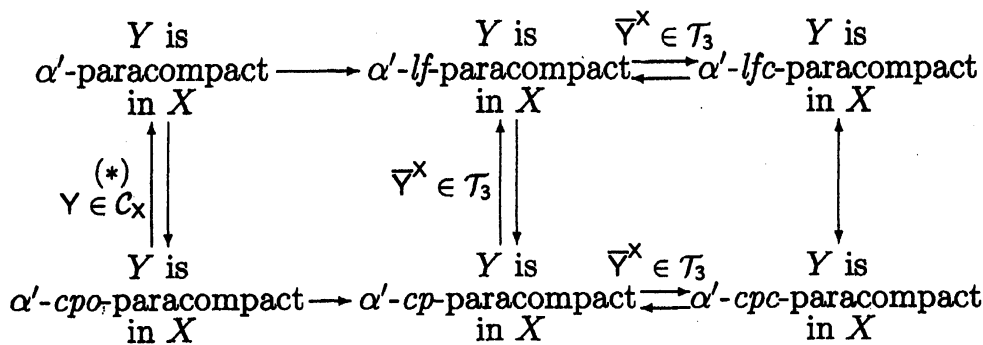 Y is
α′-paracompact
in X
Y is
α′-lf-paracompact
in X
Y̅ˣ ∈ 𝒯₃
Y is
α′-lfc-paracompact
in X
(*)
Y ∈ 𝒞ₓ
Y̅ˣ ∈ 𝒯₃
Y is
α′-cpo-paracompact
in X
Y is
α′-cp-paracompact
in X
Y̅ˣ ∈ 𝒯₃
Y is
α′-cpc-paracompact
in X